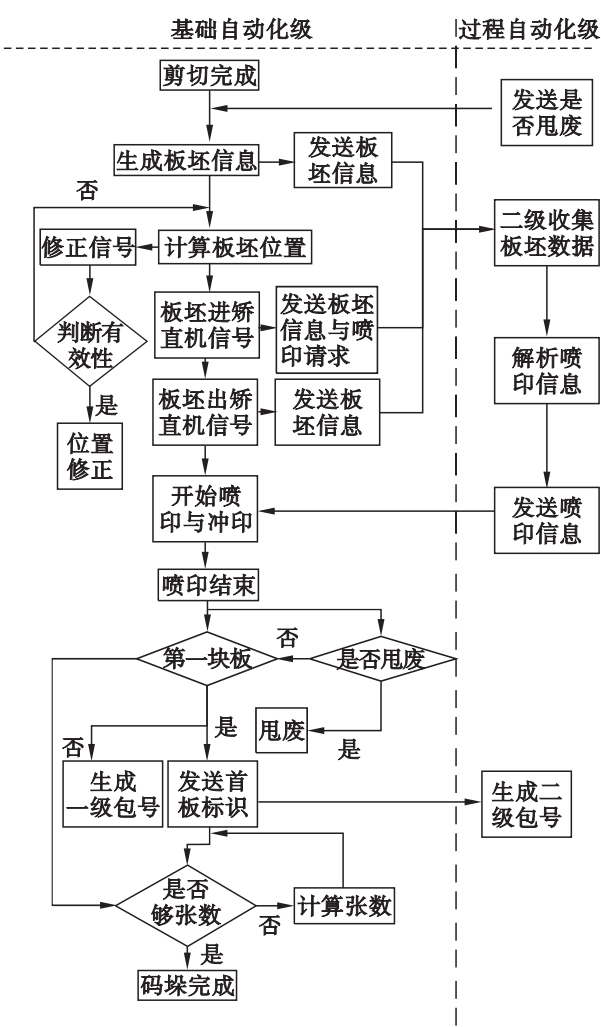 基础自动化级
过程自动化级
剪切完成
发送是
否甩废
生成板坯信息
发送板
坯信息
否
修正信号
计算板坯位置
二级收集
板坯数据
判断有
效性
板坯进矫
直机信号
发送板坯
信息与喷
印请求
解析喷
印信息
是
位置
修正
板坯出矫
直机信号
发送板
坯信息
开始喷
印与冲印
发送喷
印信息
喷印结束
否
第一块板
是否甩废
是
甩废
是
否
生成
一级包号
发送首
板标识
生成二
级包号
是否
够张数
否
计算张数
是
码垛完成